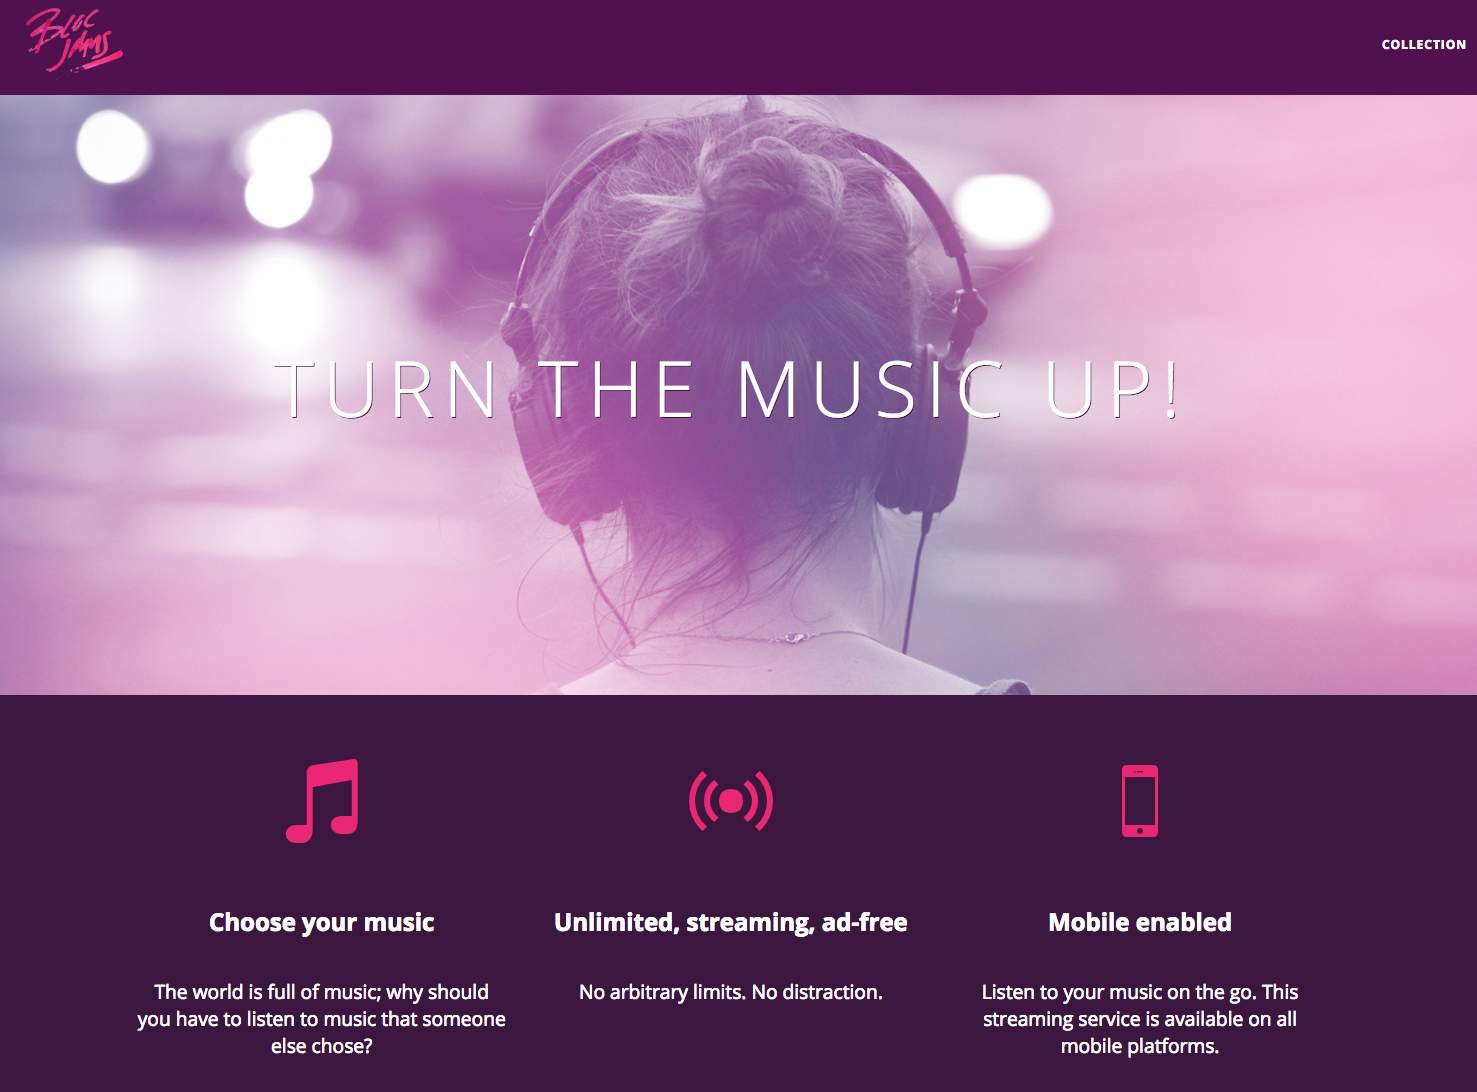 Bloc
Jams
COLLECTION
TURN THE MUSIC UP!
Choose your music
The world is full of music; why should
you have to listen to music that someone
else chose?
Unlimited, streaming, ad-free
No arbitrary limits. No distraction.
Mobile enabled
Listen to your music on the go. This
streaming service is available on all
mobile platforms.